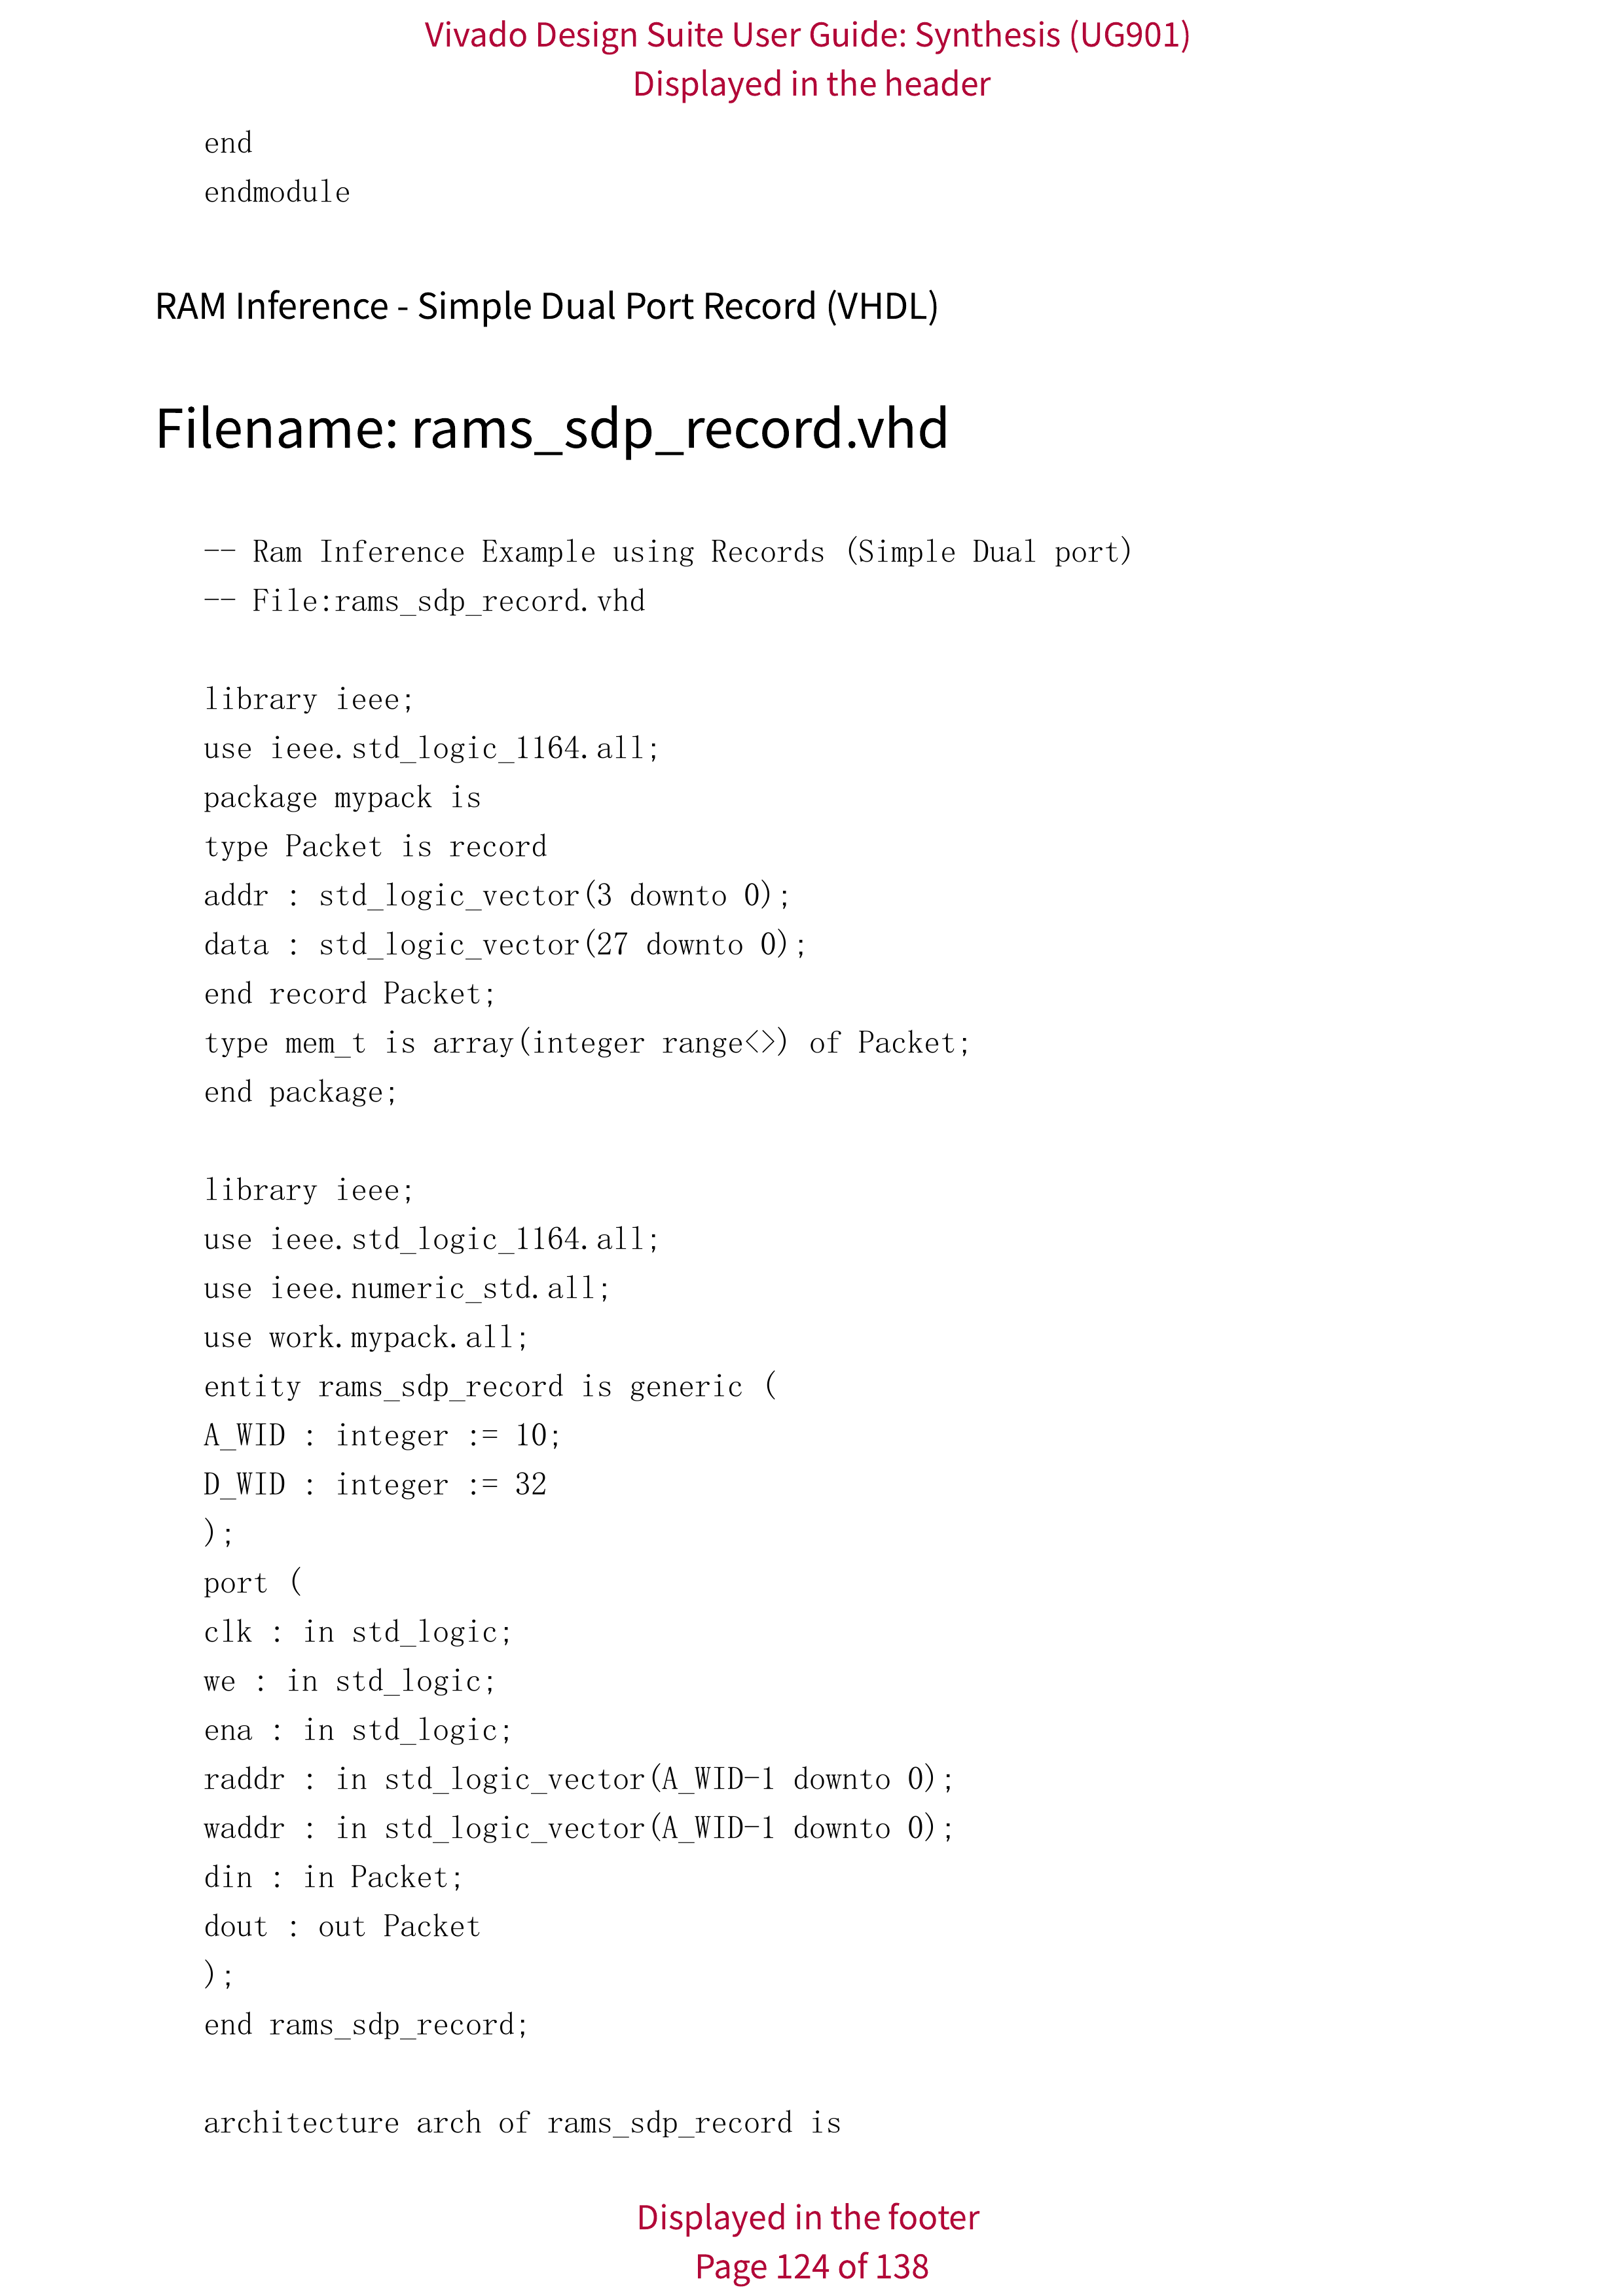 Vivado Design Suite User Guide: Synthesis (UG901)
Displayed in the header
end
endmodule
RAM Inference - Simple Dual Port Record (VHDL)
Filename: rams_sdp_record.vhd
-- Ram Inference Example using Records (Simple Dual port)
-- File:rams_sdp_record.vhd
library ieee;
use ieee.std_logic_1164.all;
package mypack is
type Packet is record
addr : std_logic_vector(3 downto 0);
data : std_logic_vector(27 downto 0);
end record Packet;
type mem_t is array(integer range<>) of Packet;
end package;
library ieee;
use ieee.std_logic_1164.all;
use ieee.numeric_std.all;
use work.mypack.all;
entity rams_sdp_record is generic (
A_WID : integer := 10;
D_WID : integer := 32
);
port (
clk : in std_logic;
we : in std_logic;
ena : in std_logic;
raddr : in std_logic_vector(A_WID-1 downto 0);
waddr : in std_logic_vector(A_WID-1 downto 0);
din : in Packet;
dout : out Packet
);
end rams_sdp_record;
architecture arch of rams_sdp_record is
Displayed in the footer
Page 124 of 138